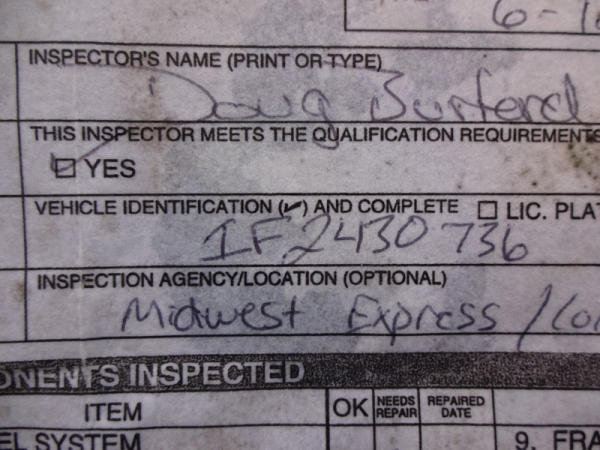 6-1
INSPECTOR'S NAME (PRINT OR TYPE)
Doug Burford
THIS INSPECTOR MEETS THE QUALIFICATION REQUIREMENTS
☑ YES
VEHICLE IDENTIFICATION (✓) AND COMPLETE ☐ LIC. PLA
IF2430736
INSPECTION AGENCY/LOCATION (OPTIONAL)
Midwest Express /
ONENTS INSPECTED
ITEM OK NEEDS REPAIR REPAIRED DATE
EL SYSTEM 9. FRA